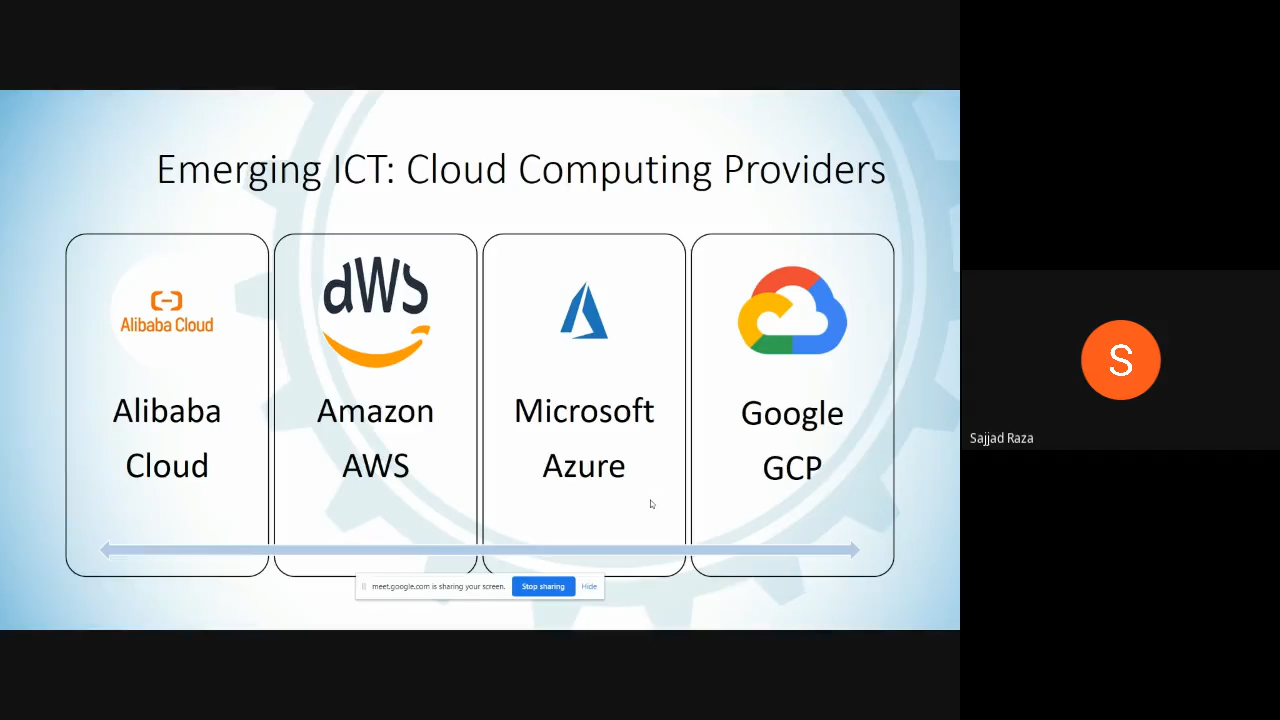 Emerging ICT: Cloud Computing Providers
Alibaba Cloud
aws
Alibaba
Cloud
Amazon
AWS
Microsoft
Azure
Google
GCP
meet.google.com is sharing your screen.
Stop sharing
Hide
S
Sajjad Raza